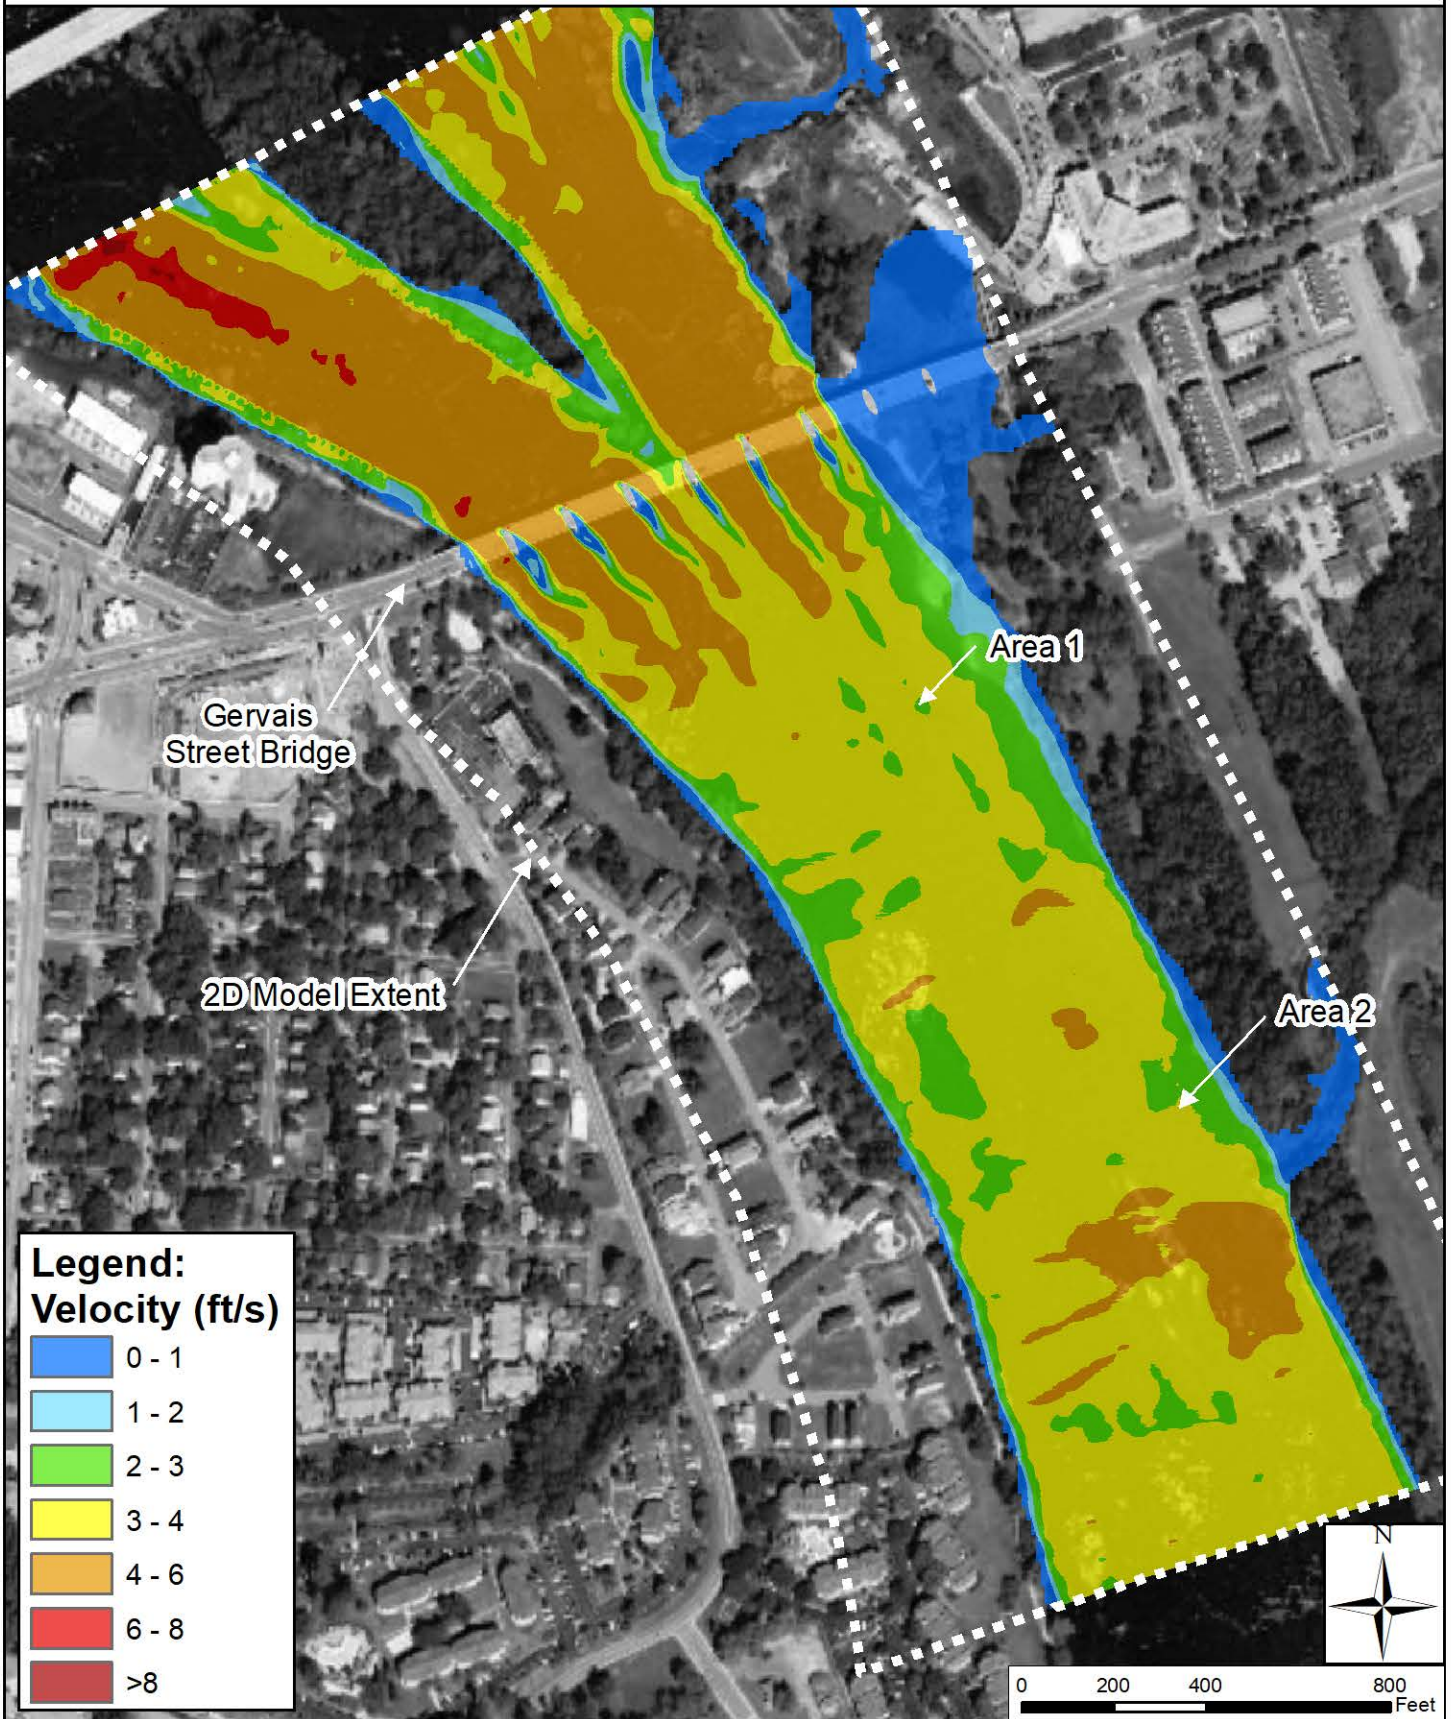 Area 1
Gervais
Street Bridge
2D Model Extent
Area 2
Legend:
Velocity (ft/s)
0 - 1
1 - 2
2 - 3
3 - 4
4 - 6
6 - 8
>8
N
0 200 400 800
Feet